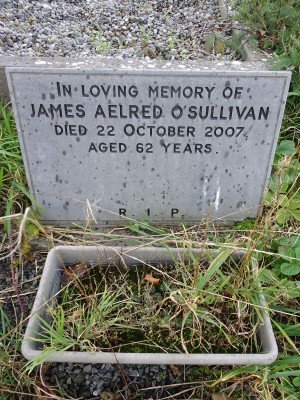 IN LOVING MEMORY OF
JAMES AELRED O'SULLIVAN
DIED 22 OCTOBER 2007
AGED 62 YEARS.
R I P